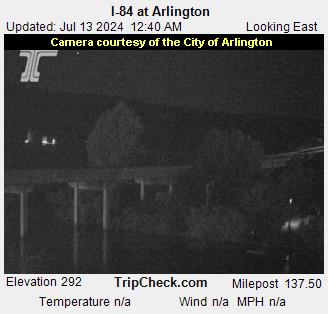 I-84 at Arlington
Updated: Jul 13 2024 12:40 AM Looking East
Camera courtesy of the City of Arlington
Elevation 292 TripCheck.com Milepost 137.50
Temperature n/a Wind n/a MPH n/a